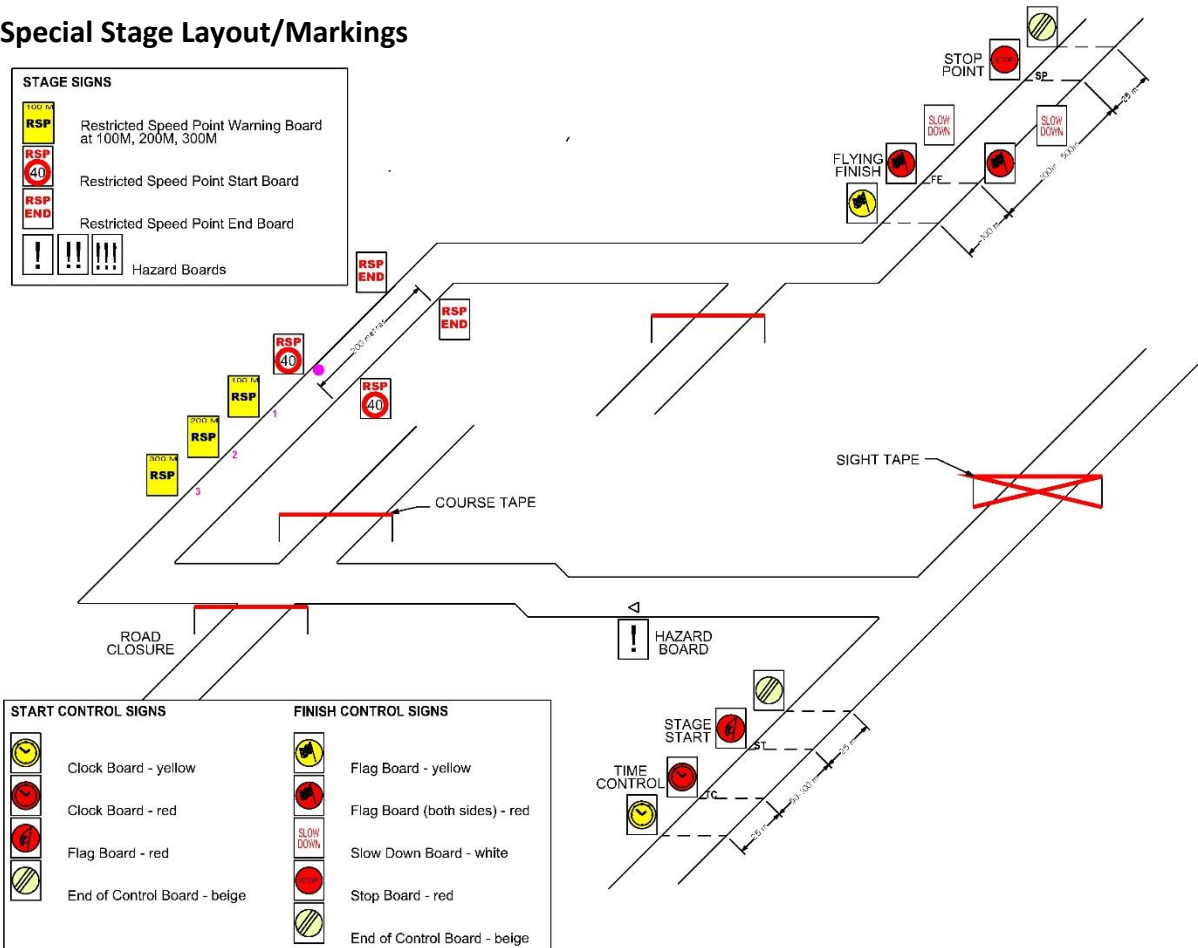 Special Stage Layout/Markings
STAGE SIGNS
100 M
RSP
Restricted Speed Point Warning Board
at 100M, 200M, 300M
RSP
40
Restricted Speed Point Start Board
RSP
END
Restricted Speed Point End Board
! !! !!! Hazard Boards
STOP
POINT
STOP
SP
25 m
SLOW
DOWN
SLOW
DOWN
100m - 500m
FLYING
FINISH
FF
100 m
RSP
END
RSP
END
200 metres
RSP
40
RSP
40
100 M
RSP
1
200 M
RSP
2
300 M
RSP
3
SIGHT TAPE
COURSE TAPE
ROAD
CLOSURE
!
HAZARD
BOARD
STAGE
START
ST
25 m
TIME
CONTROL
TC
50-100 m
25 m
START CONTROL SIGNS
Clock Board - yellow
Clock Board - red
Flag Board - red
End of Control Board - beige
FINISH CONTROL SIGNS
Flag Board - yellow
Flag Board (both sides) - red
SLOW
DOWN
Slow Down Board - white
STOP
Stop Board - red
End of Control Board - beige